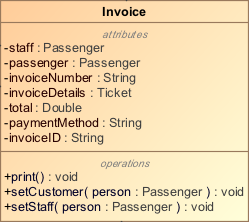 Invoice
attributes
-staff : Passenger
-passenger : Passenger
-invoiceNumber : String
-invoiceDetails : Ticket
-total : Double
-paymentMethod : String
-invoiceID : String
operations
+print() : void
+setCustomer( person : Passenger ) : void
+setStaff( person : Passenger ) : void